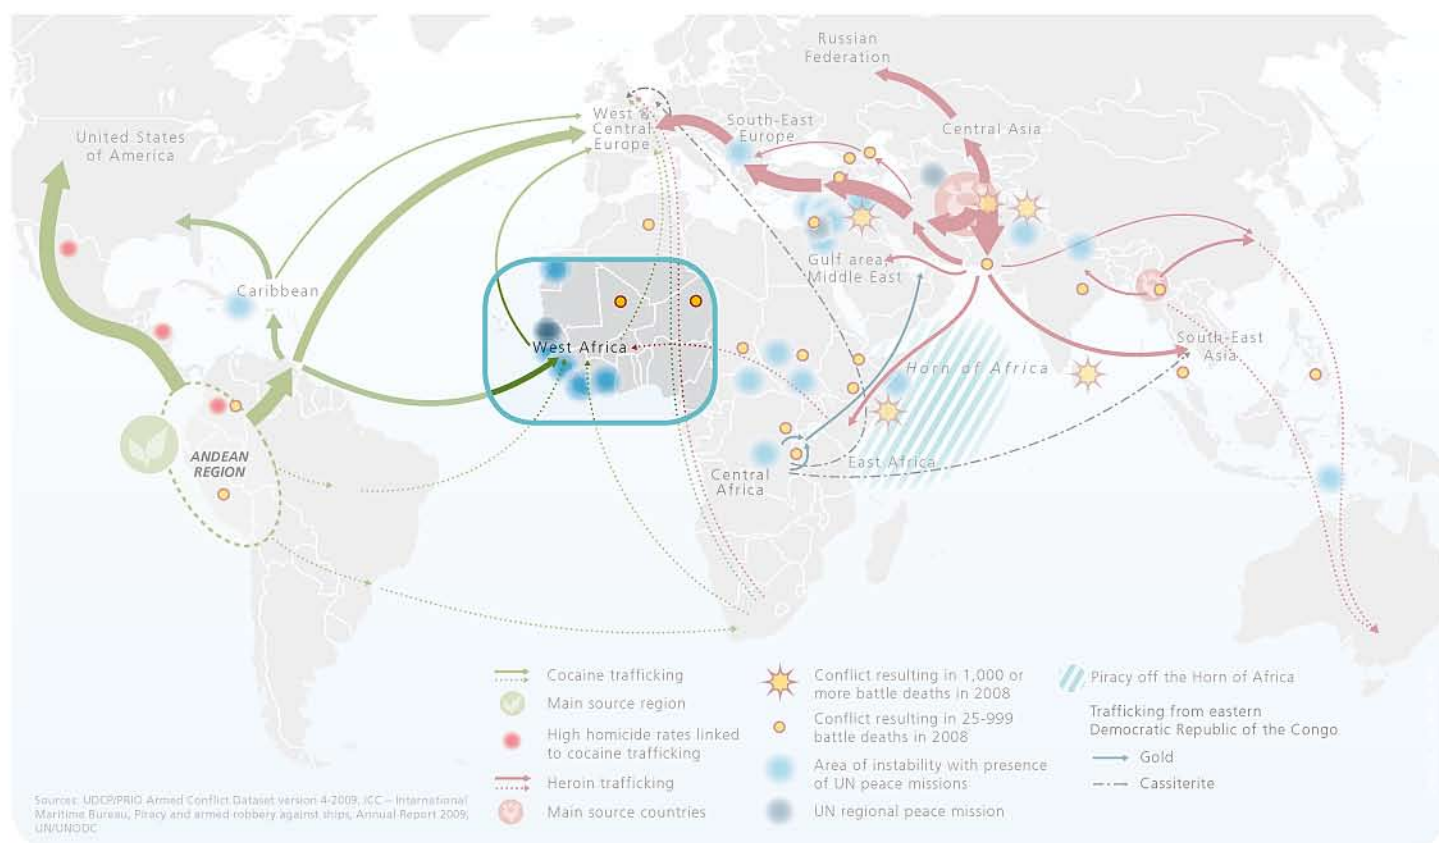 Russian
Federation
United States
of America
West &
Central
Europe
South-East
Europe
Central Asia
Gulf area,
Middle East
Caribbean
West Africa
South-East
Asia
Horn of Africa
ANDEAN
REGION
Central
Africa
East Africa
Cocaine trafficking
Main source region
High homicide rates linked
to cocaine trafficking
Heroin trafficking
Main source countries
Conflict resulting in 1,000 or
more battle deaths in 2008
Conflict resulting in 25-999
battle deaths in 2008
Area of instability with presence
of UN peace missions
UN regional peace mission
Piracy off the Horn of Africa
Trafficking from eastern
Democratic Republic of the Congo
Gold
Cassiterite
Sources: UDCP/PRIO Armed Conflict Dataset version 4-2009, ICC – International
Maritime Bureau, Piracy and armed robbery against ships, Annual Report 2009,
UN/UNODC